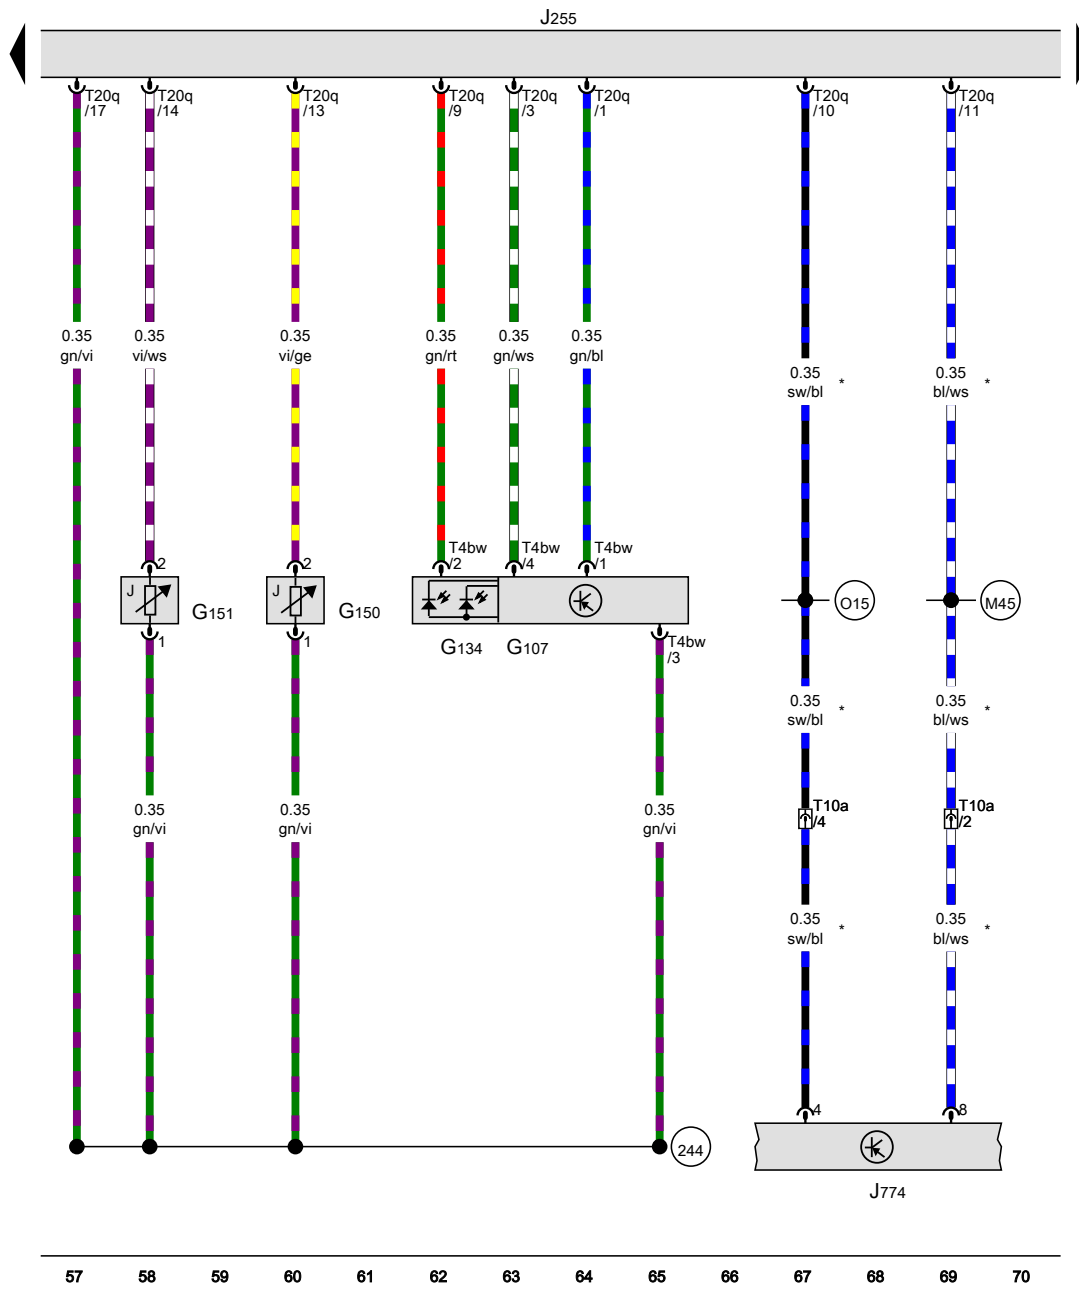 J255
T20q T20q T20q T20q T20q T20q T20q T20q
/17 /14 /13 /9 /3 /1 /10 /11
0.35 0.35 0.35 0.35 0.35 0.35
gn/vi vi/ws vi/ge gn/rt gn/ws gn/bl
0.35 0.35
sw/bl * bl/ws *
T4bw T4bw T4bw
2 2 /2 /4 /1
J J
G151 G150 O15 M45
1 1 G134 G107 T4bw
/3
0.35 0.35
sw/bl * bl/ws *
0.35 0.35 0.35 T10a T10a
gn/vi gn/vi gn/vi /4 /2
0.35 0.35
sw/bl * bl/ws *
4 8
244
J774
57 58 59 60 61 62 63 64 65 66 67 68 69 70